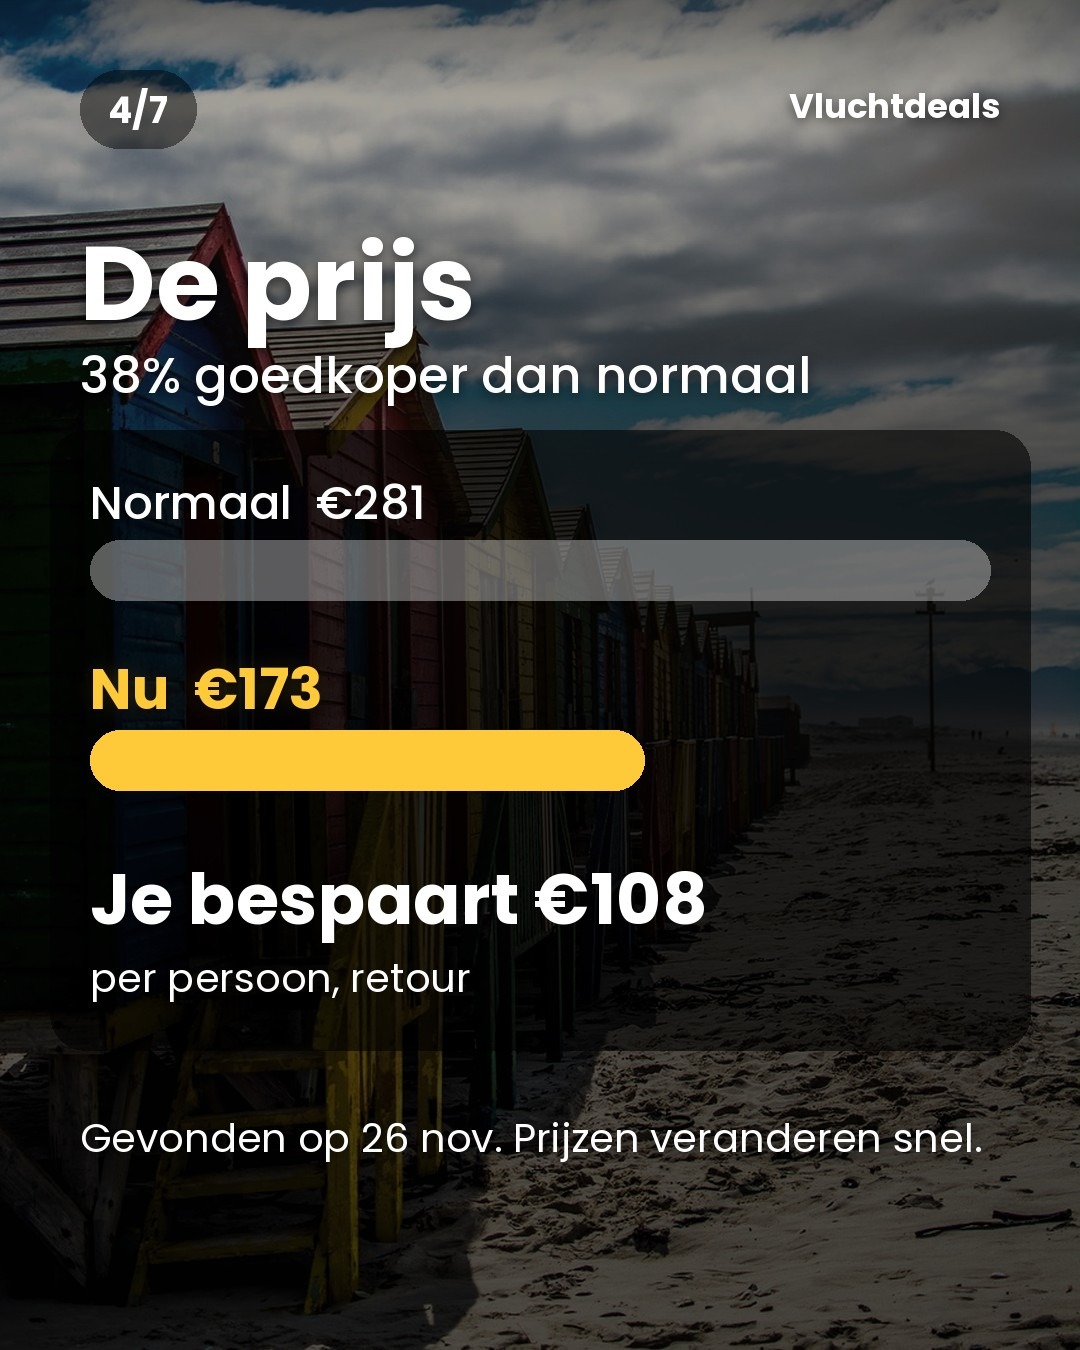 4/7
Vluchtdeals
De prijs
38% goedkoper dan normaal
Normaal €281
Nu €173
Je bespaart €108
per persoon, retour
Gevonden op 26 nov. Prijzen veranderen snel.